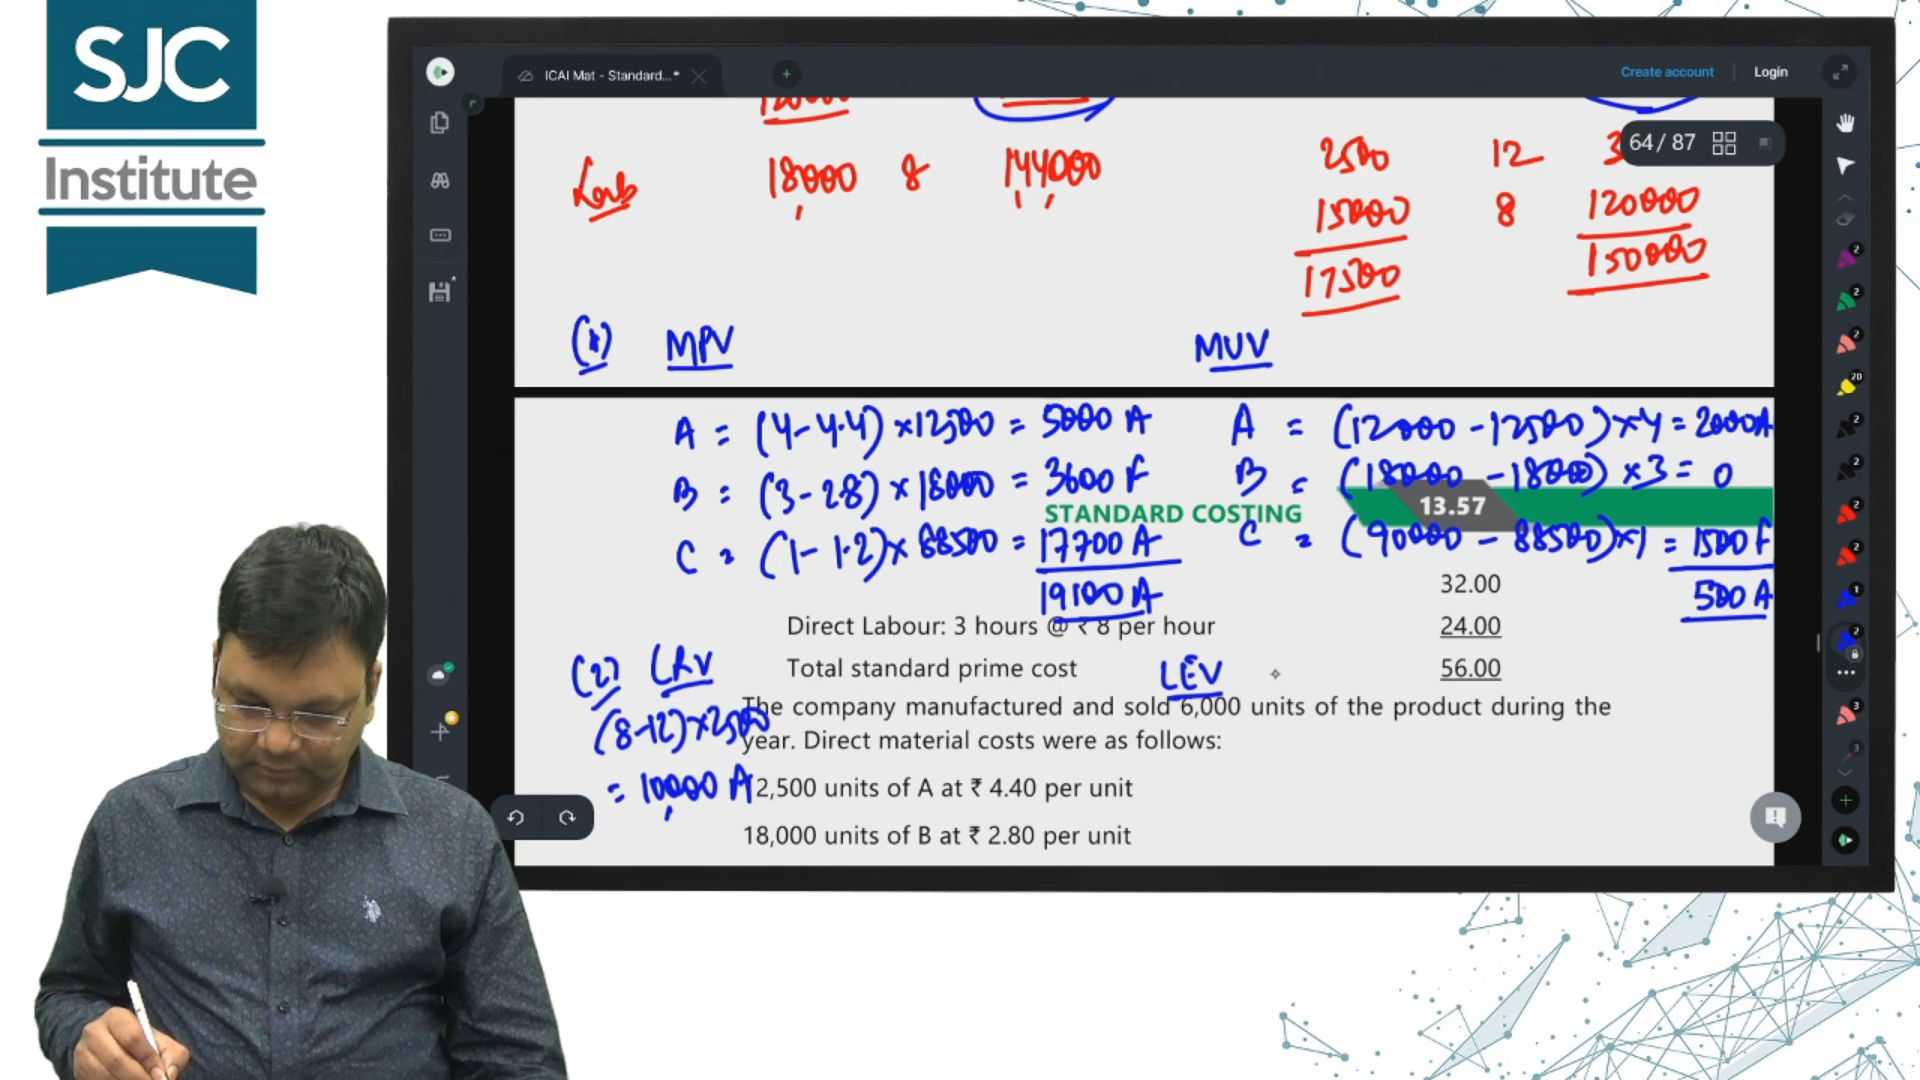 SJC
Institute
ICAI Mat - Standard...*
Create account
Login
64 / 87
18000 8 144000
2500 12
15000 8 120000
17500 150000
MPV
MUV
A = (4-4.4) ×12500 = 5000 A
A = (12000 -12500)×4 = 2000A
B = (3-2.8) × 18000 = 3600 F
B = (18000 - 18000) ×3 = 0
STANDARD COSTING
13.57
C = (1-1.2)× 88500 = 17700 A
C = (90000 - 88500)×1 = 1500 F
19100 A
500 A
32.00
Direct Labour: 3 hours @ ₹ 8 per hour 24.00
(2) LRV
Total standard prime cost 56.00
LEV
The company manufactured and sold 6,000 units of the product during the
(8-12)×2500
year. Direct material costs were as follows:
= 10000 A
2,500 units of A at ₹ 4.40 per unit
18,000 units of B at ₹ 2.80 per unit